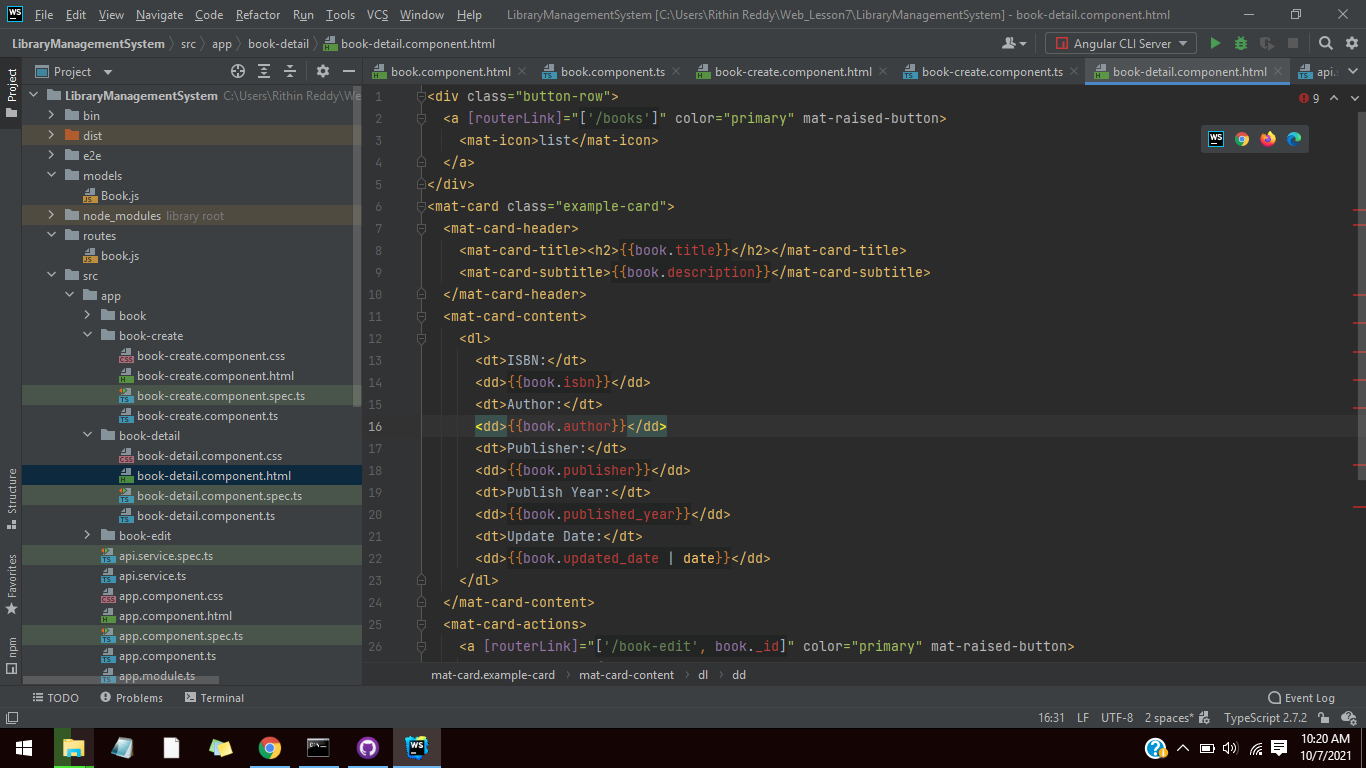 WS File Edit View Navigate Code Refactor Run Tools VCS Window Help LibraryManagementSystem [C:\Users\Rithin Reddy\Web_Lesson7\LibraryManagementSystem] - book-detail.component.html
LibraryManagementSystem src app book-detail book-detail.component.html Angular CLI Server
Project book.component.html book.component.ts book-create.component.html book-create.component.ts book-detail.component.html api.
LibraryManagementSystem C:\Users\Rithin Reddy\We
bin
dist
e2e
models
Book.js
node_modules library root
routes
book.js
src
app
book
book-create
book-create.component.css
book-create.component.html
book-create.component.spec.ts
book-create.component.ts
book-detail
book-detail.component.css
book-detail.component.html
book-detail.component.spec.ts
book-detail.component.ts
book-edit
api.service.spec.ts
api.service.ts
app.component.css
app.component.html
app.component.spec.ts
app.component.ts
app.module.ts
Project
Structure
Favorites
npm
1 <div class="button-row">
2 <a [routerLink]="['/books']" color="primary" mat-raised-button>
3 <mat-icon>list</mat-icon>
4 </a>
5 </div>
6 <mat-card class="example-card">
7 <mat-card-header>
8 <mat-card-title><h2>{{book.title}}</h2></mat-card-title>
9 <mat-card-subtitle>{{book.description}}</mat-card-subtitle>
10 </mat-card-header>
11 <mat-card-content>
12 <dl>
13 <dt>ISBN:</dt>
14 <dd>{{book.isbn}}</dd>
15 <dt>Author:</dt>
16 <dd>{{book.author}}</dd>
17 <dt>Publisher:</dt>
18 <dd>{{book.publisher}}</dd>
19 <dt>Publish Year:</dt>
20 <dd>{{book.published_year}}</dd>
21 <dt>Update Date:</dt>
22 <dd>{{book.updated_date | date}}</dd>
23 </dl>
24 </mat-card-content>
25 <mat-card-actions>
26 <a [routerLink]="['/book-edit', book._id]" color="primary" mat-raised-button>
9
WS
mat-card.example-card mat-card-content dl dd
TODO Problems Terminal Event Log
16:31 LF UTF-8 2 spaces* TypeScript 2.7.2
WS 10:20 AM
10/7/2021